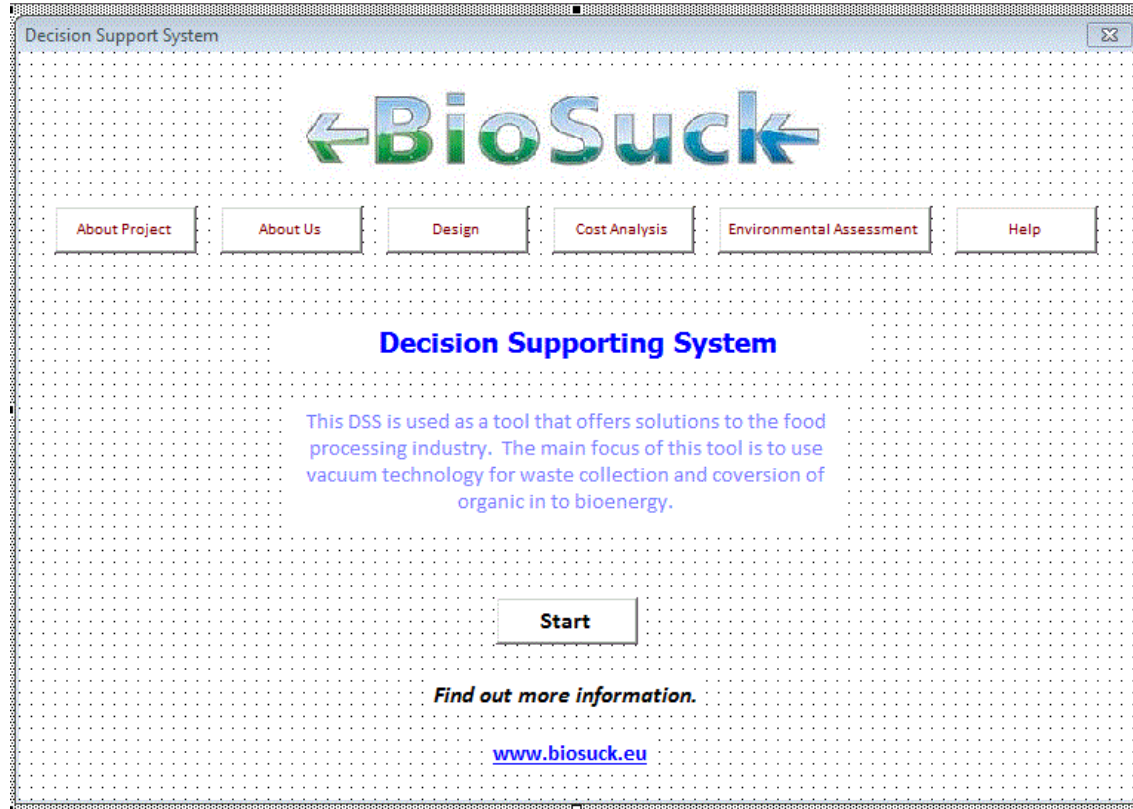 Decision Support System
BioSuck
About Project
About Us
Design
Cost Analysis
Environmental Assessment
Help
Decision Supporting System
This DSS is used as a tool that offers solutions to the food
processing industry.  The main focus of this tool is to use
vacuum technology for waste collection and coversion of
organic in to bioenergy.
Start
Find out more information.
www.biosuck.eu